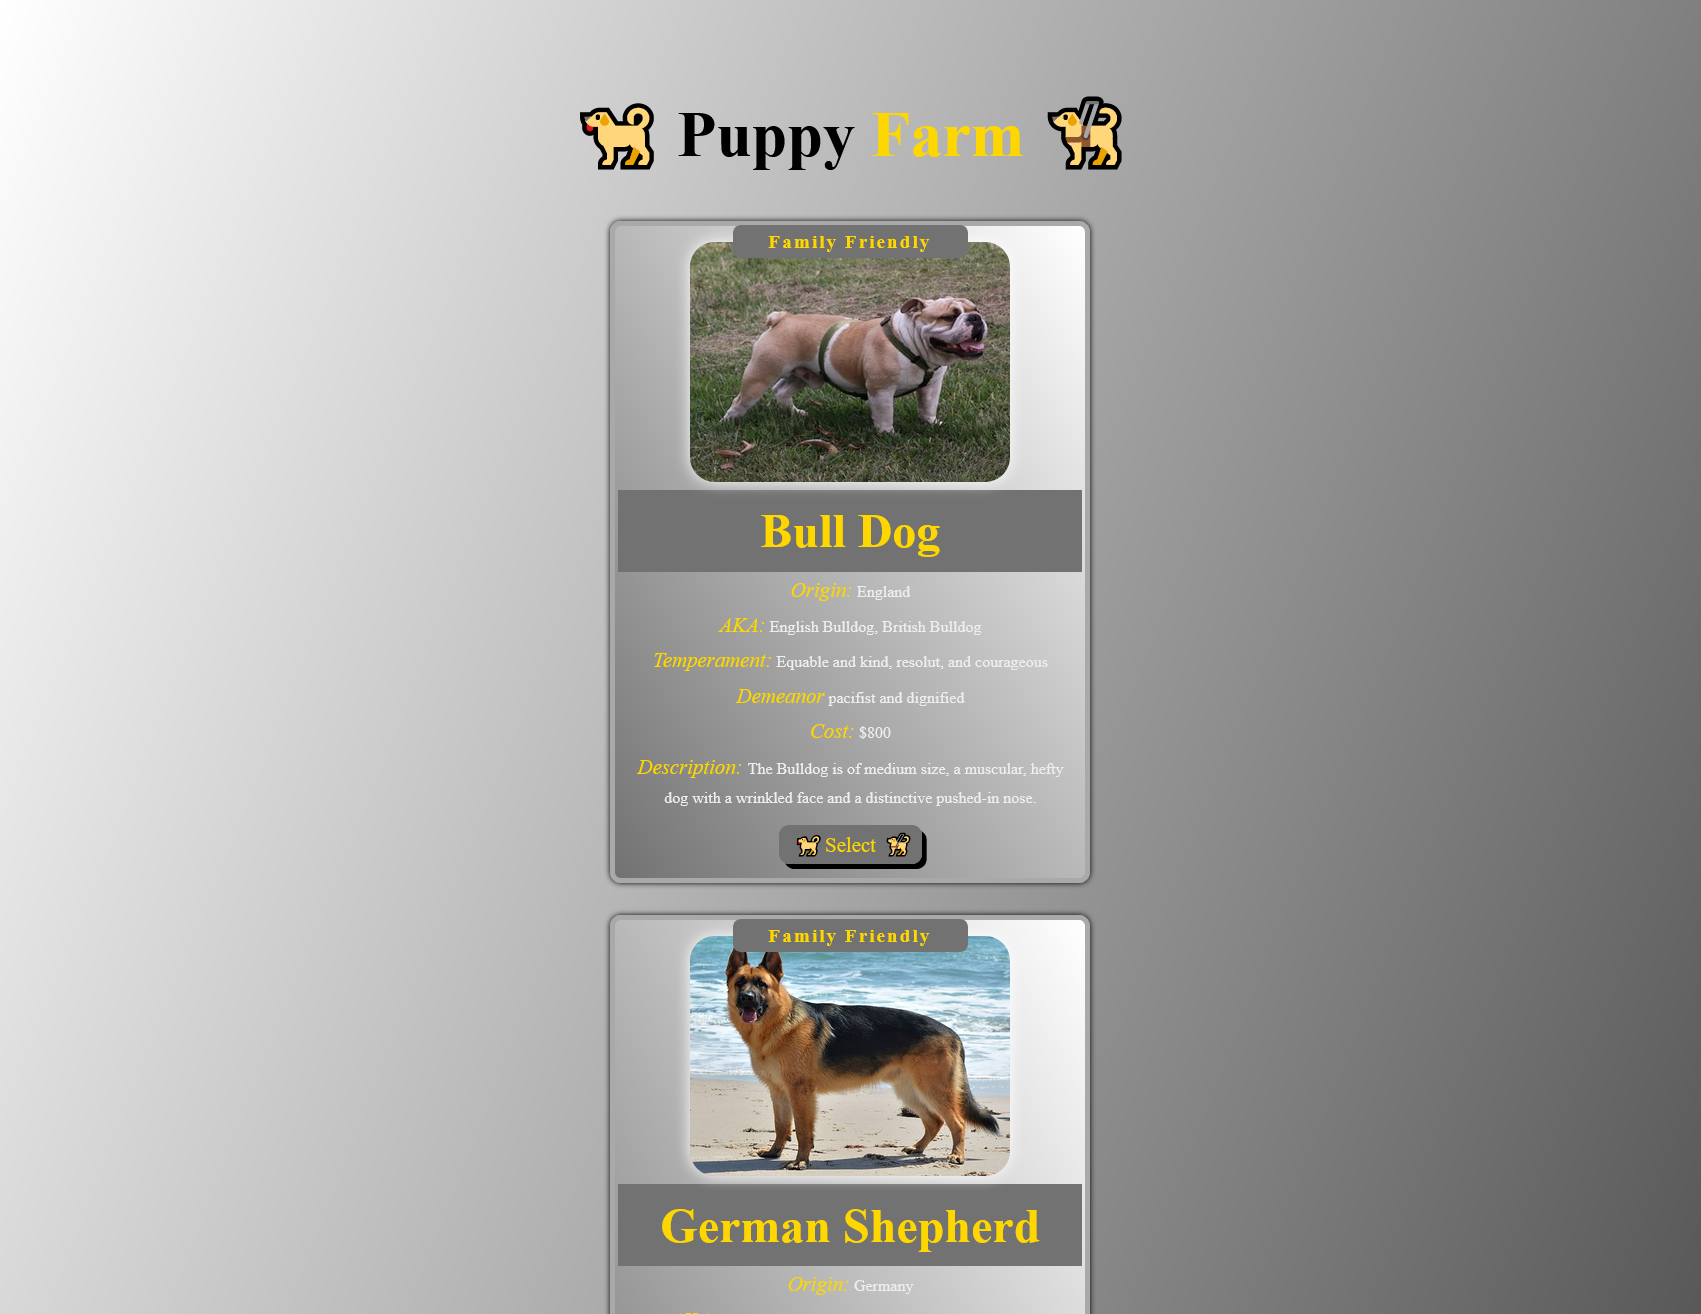 Puppy Farm
Family Friendly
Bull Dog
Origin: England
AKA: English Bulldog, British Bulldog
Temperament: Equable and kind, resolut, and courageous
Demeanor pacifist and dignified
Cost: $800
Description: The Bulldog is of medium size, a muscular, hefty
dog with a wrinkled face and a distinctive pushed-in nose.
Select
Family Friendly
German Shepherd
Origin: Germany